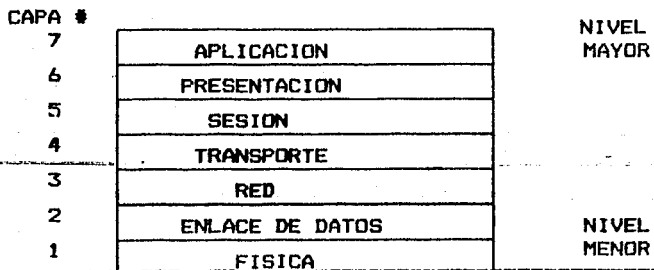 CAPA #
NIVEL
7 APLICACION MAYOR
6 PRESENTACION
5 SESION
4 TRANSPORTE
3 RED
2 ENLACE DE DATOS NIVEL
1 FISICA MENOR